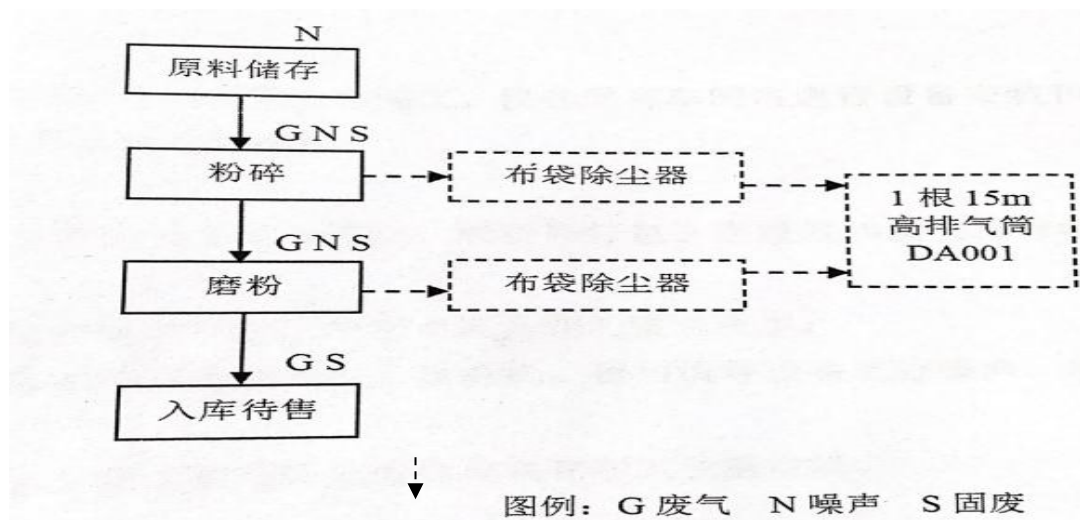 N
原料储存
G N S
粉碎
布袋除尘器
1 根 15m
高排气筒
DA001
G N S
磨粉
布袋除尘器
G S
入库待售
图例：G 废气 N 噪声 S 固废